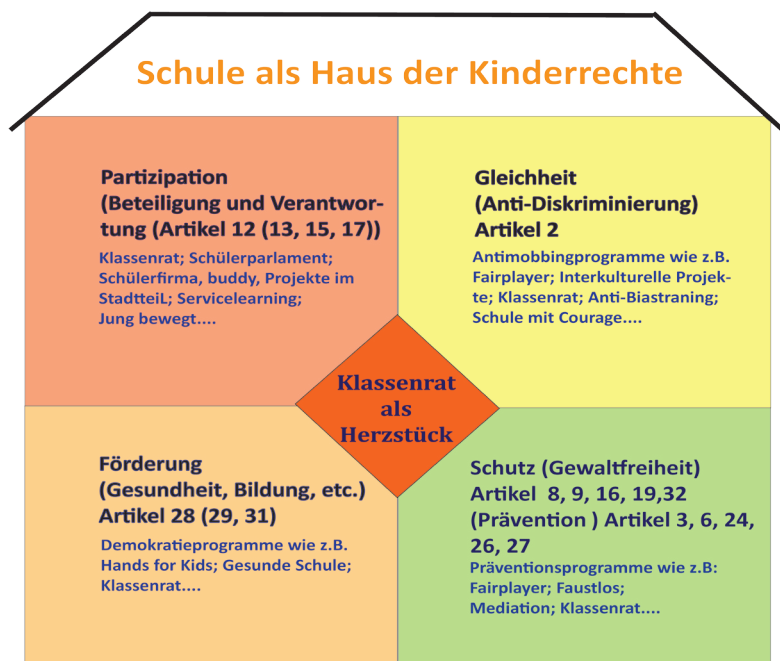 Schule als Haus der Kinderrechte
Partizipation
(Beteiligung und Verantwor-
tung (Artikel 12 (13, 15, 17))
Klassenrat; Schülerparlament;
Schülerfirma, buddy, Projekte im
StadtteiL; Servicelearning;
Jung bewegt....
Gleichheit
(Anti-Diskriminierung)
Artikel 2
Antimobbingprogramme wie z.B.
Fairplayer; Interkulturelle Projek-
te; Klassenrat; Anti-Biastraning;
Schule mit Courage....
Klassenrat
als
Herzstück
Förderung
(Gesundheit, Bildung, etc.)
Artikel 28 (29, 31)
Demokratieprogramme wie z.B.
Hands for Kids; Gesunde Schule;
Klassenrat....
Schutz (Gewaltfreiheit)
Artikel 8, 9, 16, 19,32
(Prävention ) Artikel 3, 6, 24,
26, 27
Präventionsprogramme wie z.B:
Fairplayer; Faustlos;
Mediation; Klassenrat....